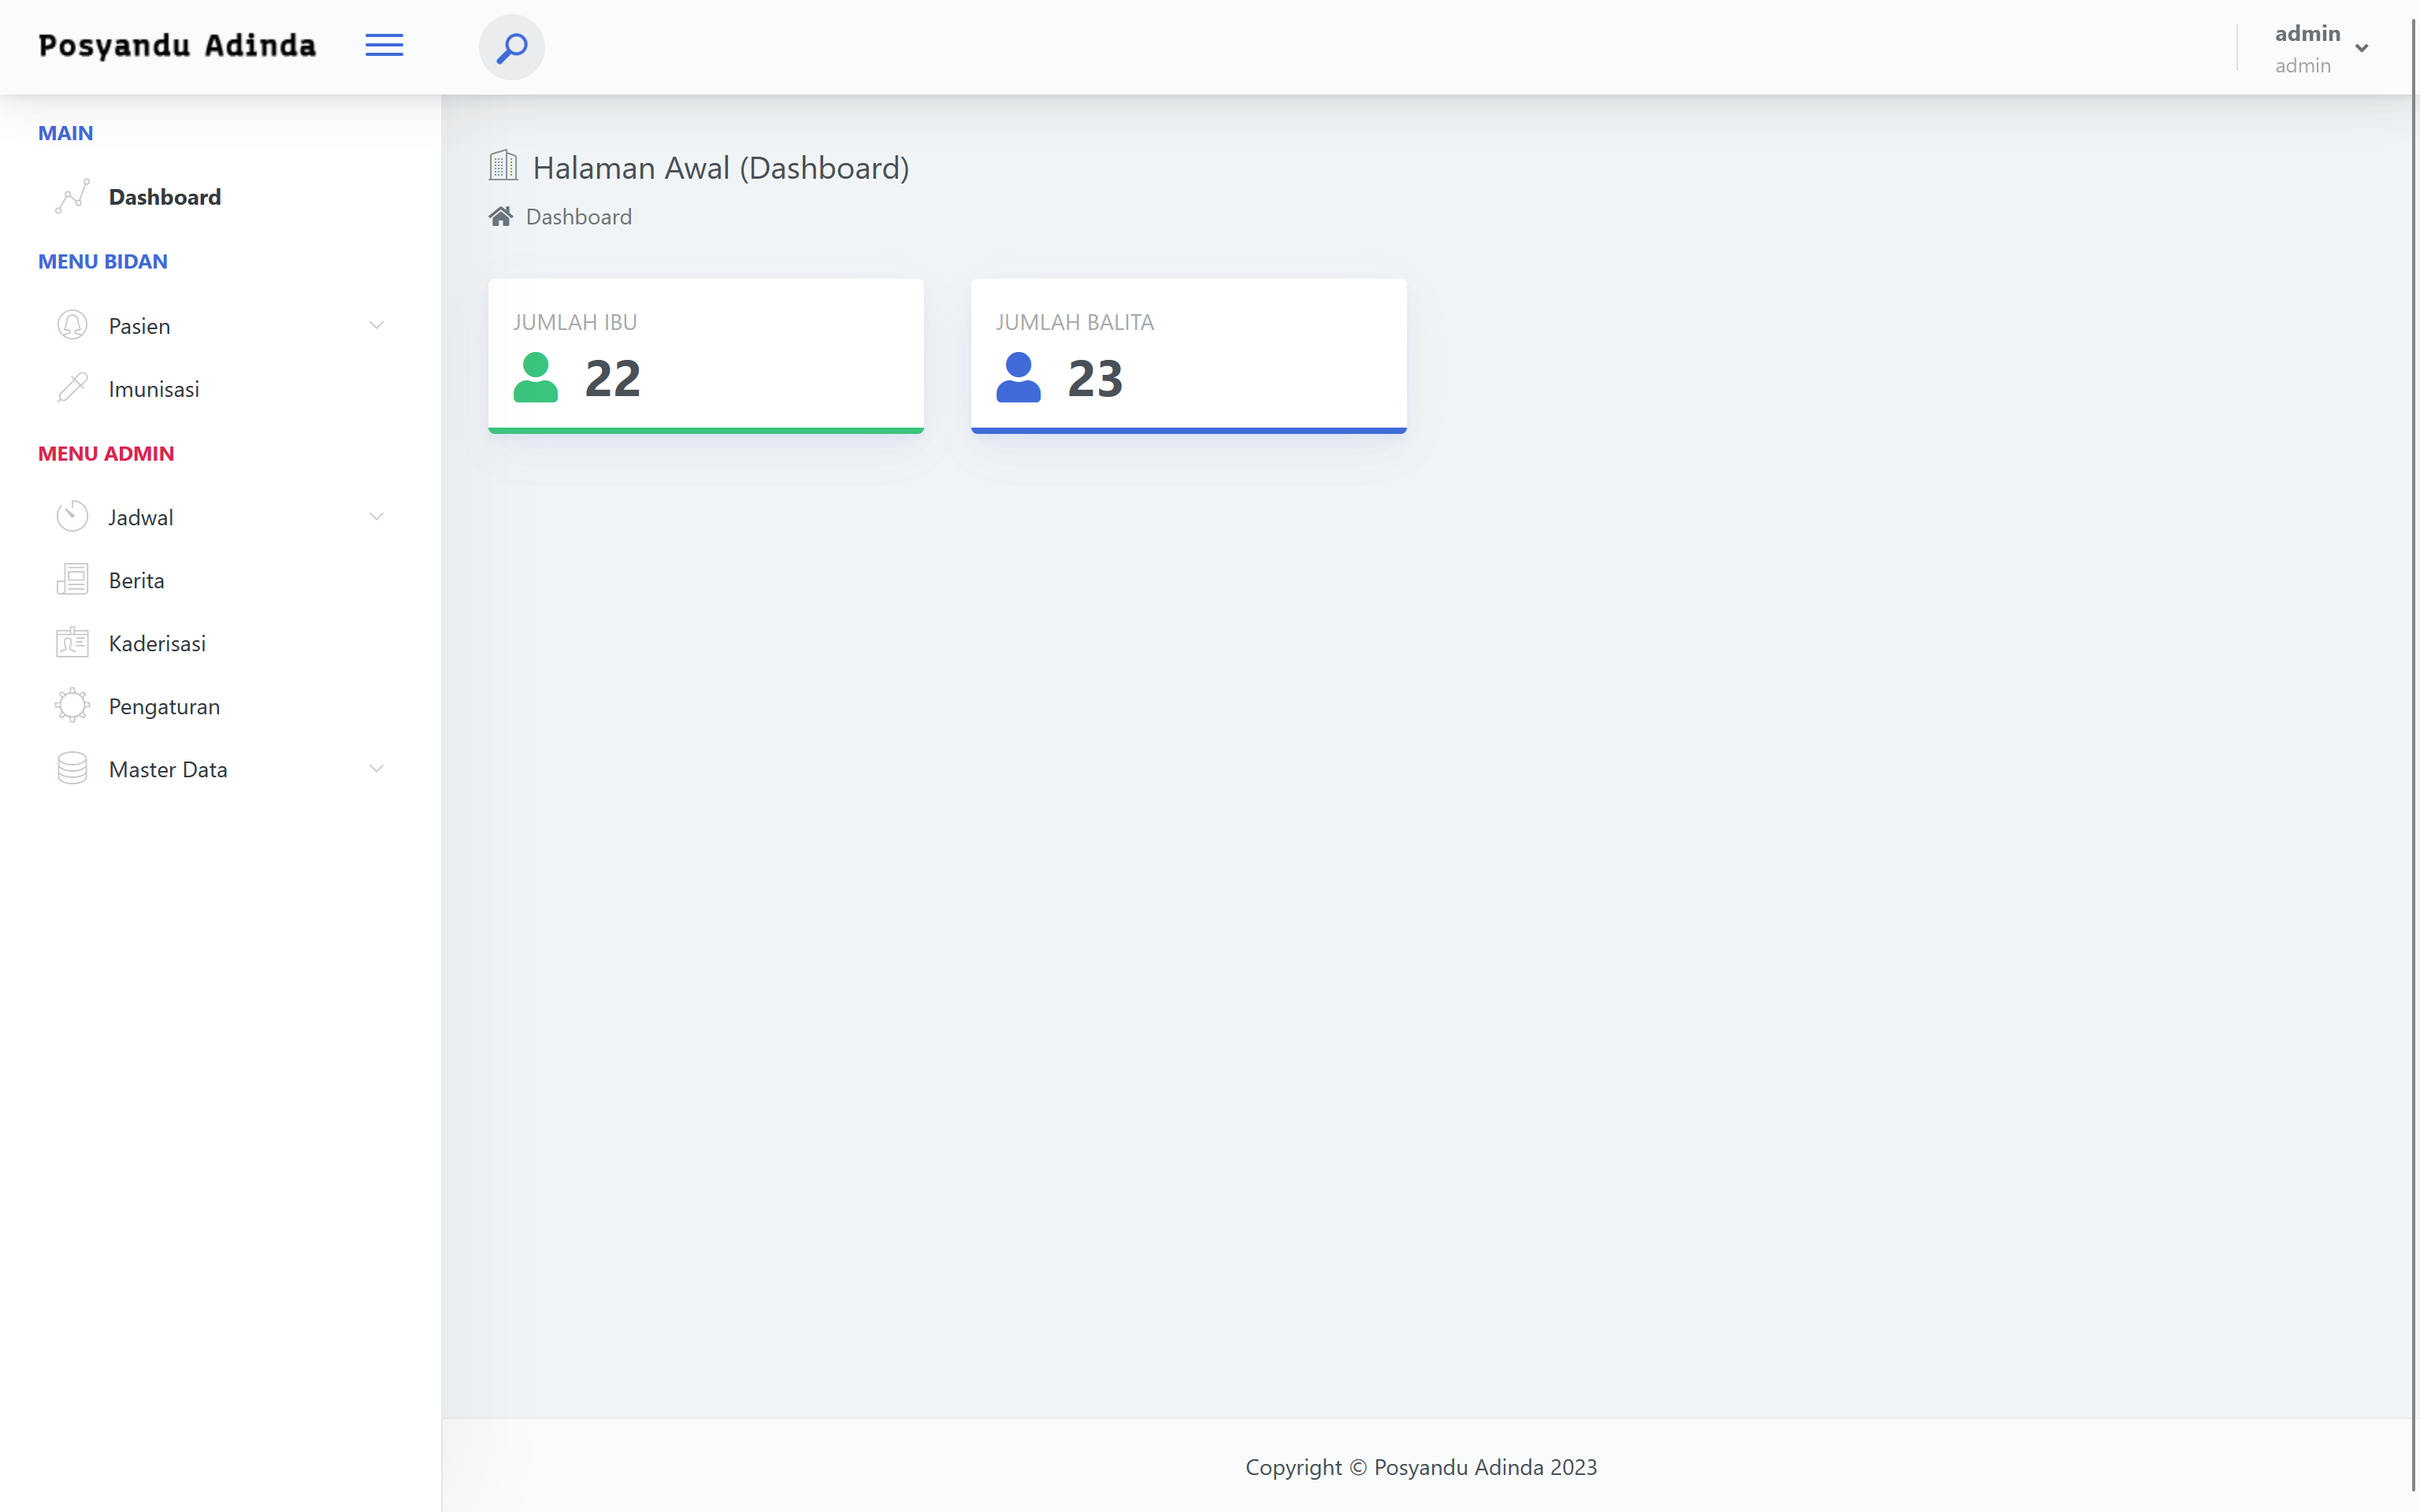 Posyandu Adinda
admin
admin
MAIN
Dashboard
MENU BIDAN
Pasien
Imunisasi
MENU ADMIN
Jadwal
Berita
Kaderisasi
Pengaturan
Master Data
Halaman Awal (Dashboard)
Dashboard
JUMLAH IBU
22
JUMLAH BALITA
23
Copyright © Posyandu Adinda 2023